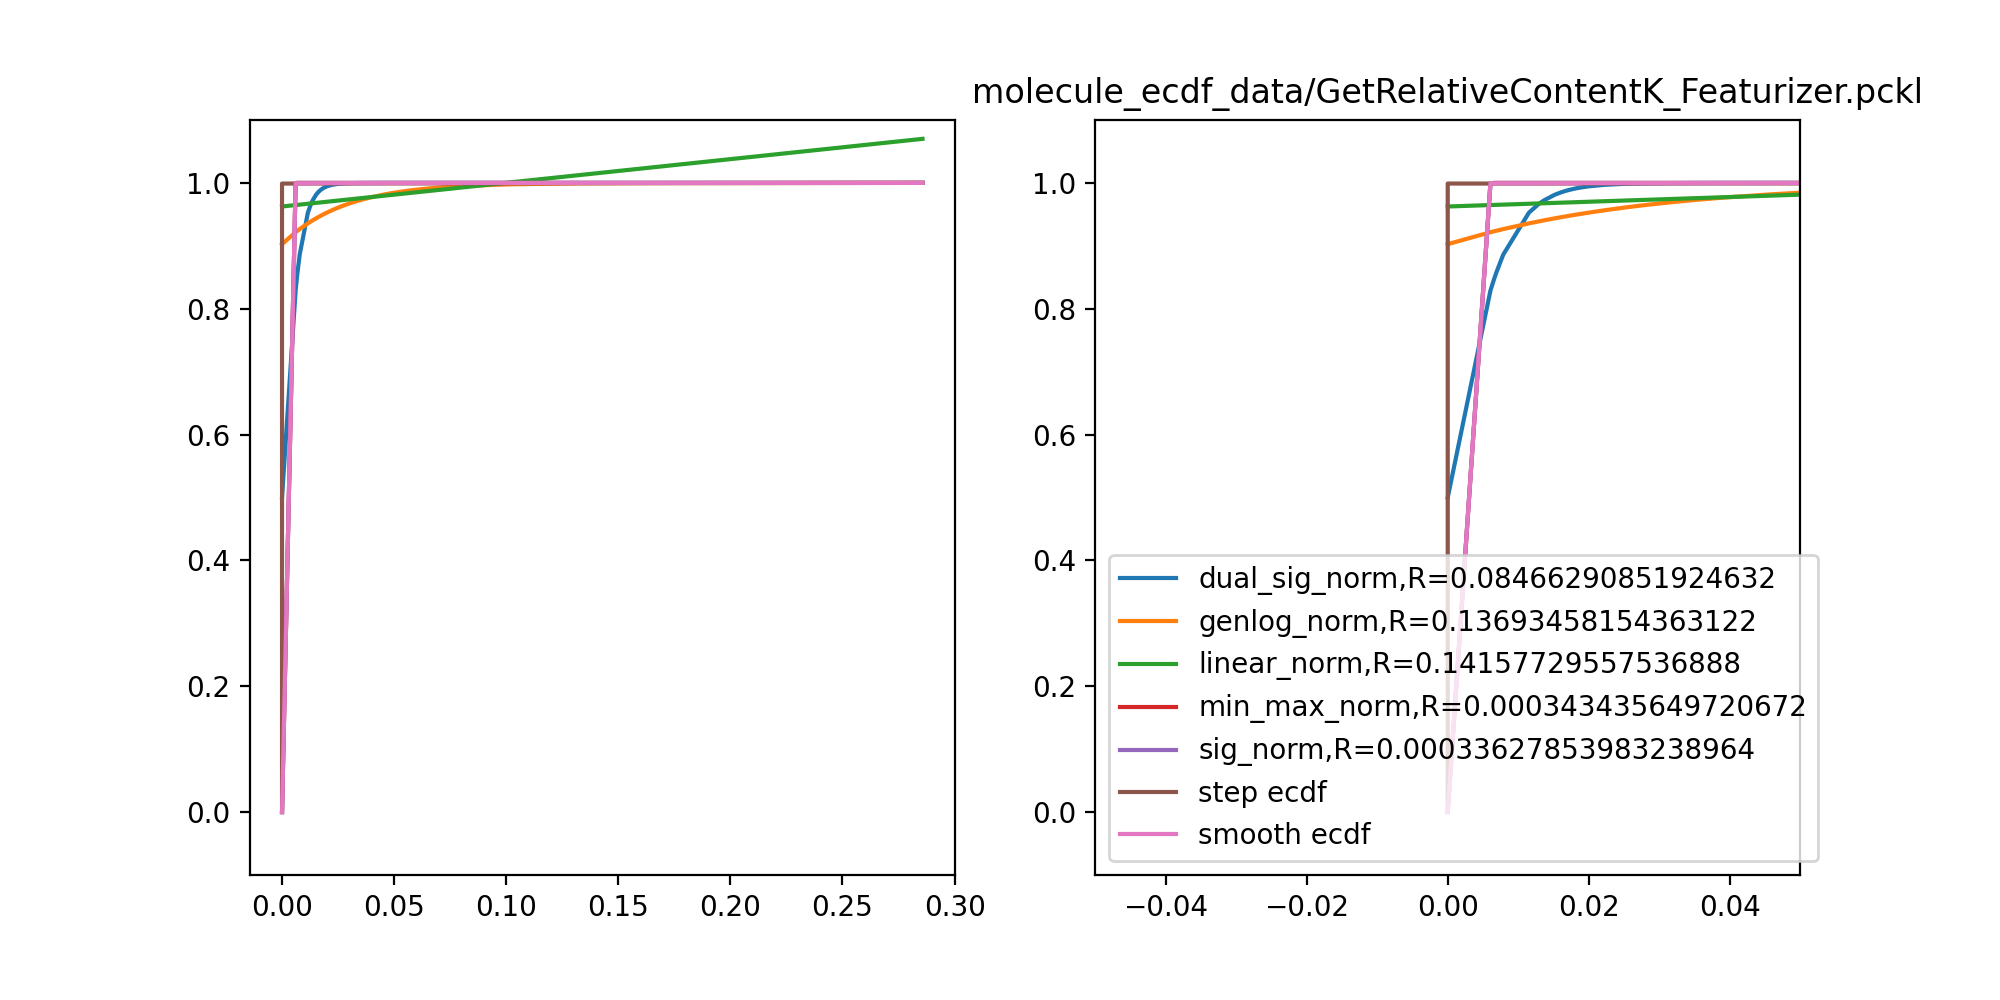 molecule_ecdf_data/GetRelativeContentK_Featurizer.pckl
1.0
0.8
0.6
0.4
0.2
0.0
0.00 0.05 0.10 0.15 0.20 0.25 0.30
1.0
0.8
0.6
0.4
0.2
0.0
dual_sig_norm,R=0.08466290851924632
genlog_norm,R=0.13693458154363122
linear_norm,R=0.14157729557536888
min_max_norm,R=0.000343435649720672
sig_norm,R=0.00033627853983238964
step ecdf
smooth ecdf
−0.04 −0.02 0.00 0.02 0.04